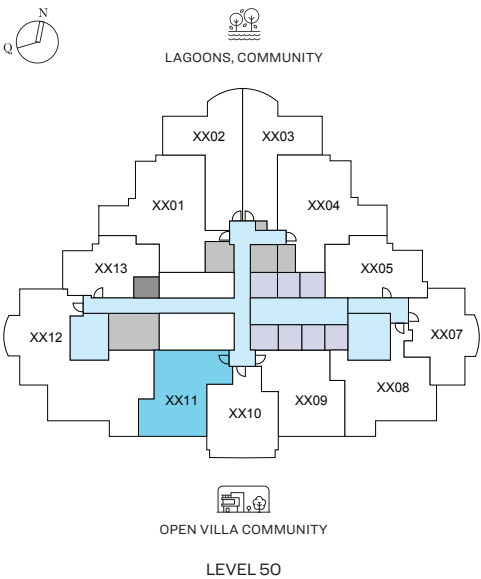 N
Q
LAGOONS, COMMUNITY
XX02 XX03
XX01 XX04
XX13 XX05
XX12 XX07
XX08
XX11 XX09
XX10
OPEN VILLA COMMUNITY
LEVEL 50